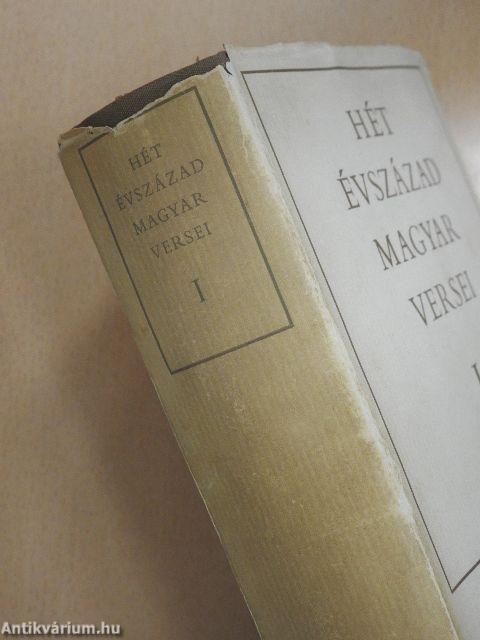 HÉT
ÉVSZÁZAD
MAGYAR
VERSEI
I
HÉT
ÉVSZÁZAD
MAGYAR
VERSEI
I
Antikvárium.hu